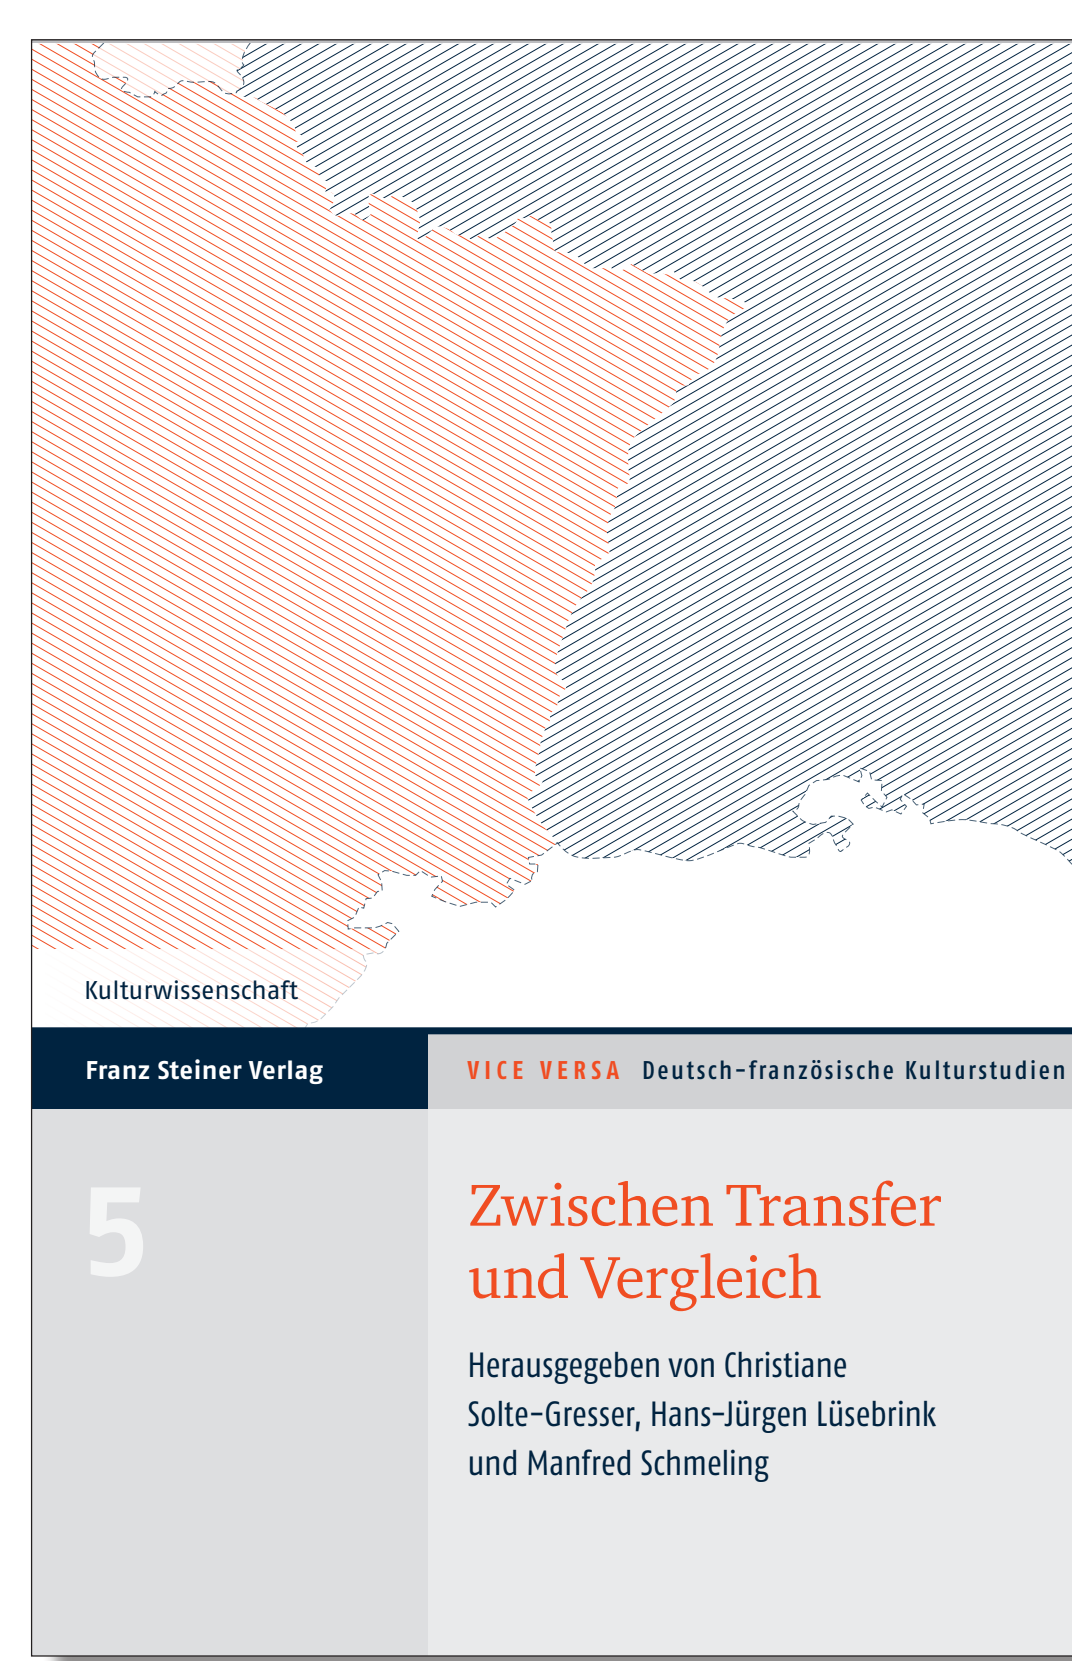 Kulturwissenschaft
Franz Steiner Verlag
VICE VERSA Deutsch-französische Kulturstudien
5
Zwischen Transfer
und Vergleich
Herausgegeben von Christiane
Solte-Gresser, Hans-Jürgen Lüsebrink
und Manfred Schmeling